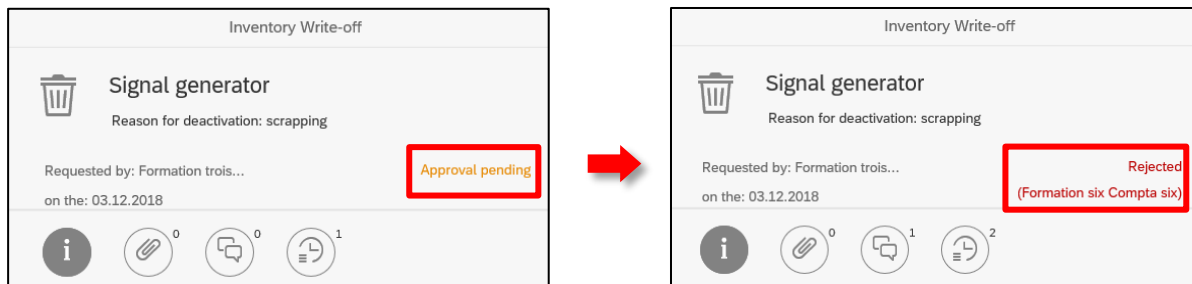 Inventory Write-off
Signal generator
Reason for deactivation: scrapping
Requested by: Formation trois...
Approval pending
on the: 03.12.2018
i
0
0
1
Inventory Write-off
Signal generator
Reason for deactivation: scrapping
Requested by: Formation trois...
Rejected
on the: 03.12.2018
(Formation six Compta six)
i
0
1
2